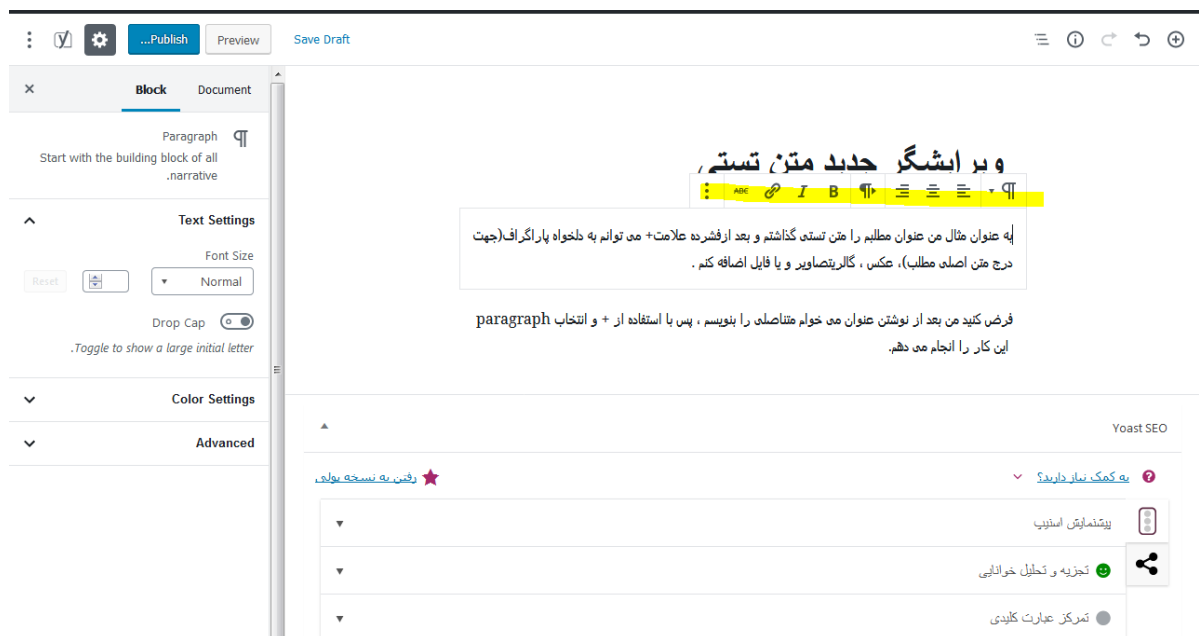 Publish...
Preview
Save Draft
Block
Document
Paragraph
Start with the building block of all
narrative.
Text Settings
Font Size
Reset
Normal
Drop Cap
Toggle to show a large initial letter.
Color Settings
Advanced
ویرایشگر جدید متن تستی
ABC
I
B
به عنوان مثال من عنوان مطلبم را متن تستی گذاشتم و بعد ازفشرده علامت+ می توانم به دلخواه پاراگراف(جهت
درج متن اصلی مطلب)، عکس ، گالریتصاویر و یا فایل اضافه کنم .
فرض کنید من بعد از نوشتن عنوان می خوام متناصلی را بنویسم ، پس با استفاده از + و انتخاب paragraph
این کار را انجام می دهم.
Yoast SEO
به کمک نیاز دارید؟
رفتن به نسخه پولی
پیشنمایش اسنیپ
تجزیه و تحلیل خوانایی
تمرکز عبارت کلیدی